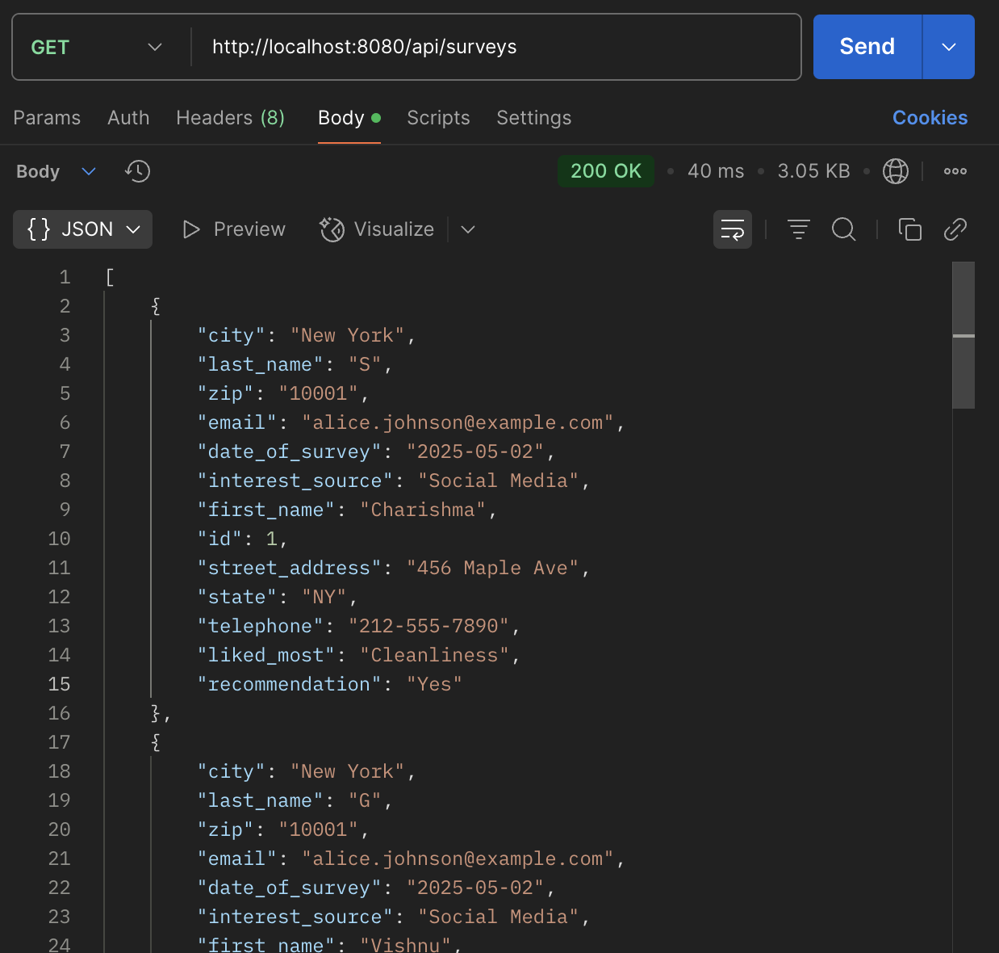 GET http://localhost:8080/api/surveys Send
Params Auth Headers (8) Body Scripts Settings Cookies
Body 200 OK 40 ms 3.05 KB
{} JSON Preview Visualize
1 [
2 {
3 "city": "New York",
4 "last_name": "S",
5 "zip": "10001",
6 "email": "alice.johnson@example.com",
7 "date_of_survey": "2025-05-02",
8 "interest_source": "Social Media",
9 "first_name": "Charishma",
10 "id": 1,
11 "street_address": "456 Maple Ave",
12 "state": "NY",
13 "telephone": "212-555-7890",
14 "liked_most": "Cleanliness",
15 "recommendation": "Yes"
16 },
17 {
18 "city": "New York",
19 "last_name": "G",
20 "zip": "10001",
21 "email": "alice.johnson@example.com",
22 "date_of_survey": "2025-05-02",
23 "interest_source": "Social Media",
24 "first_name": "Vishnu",